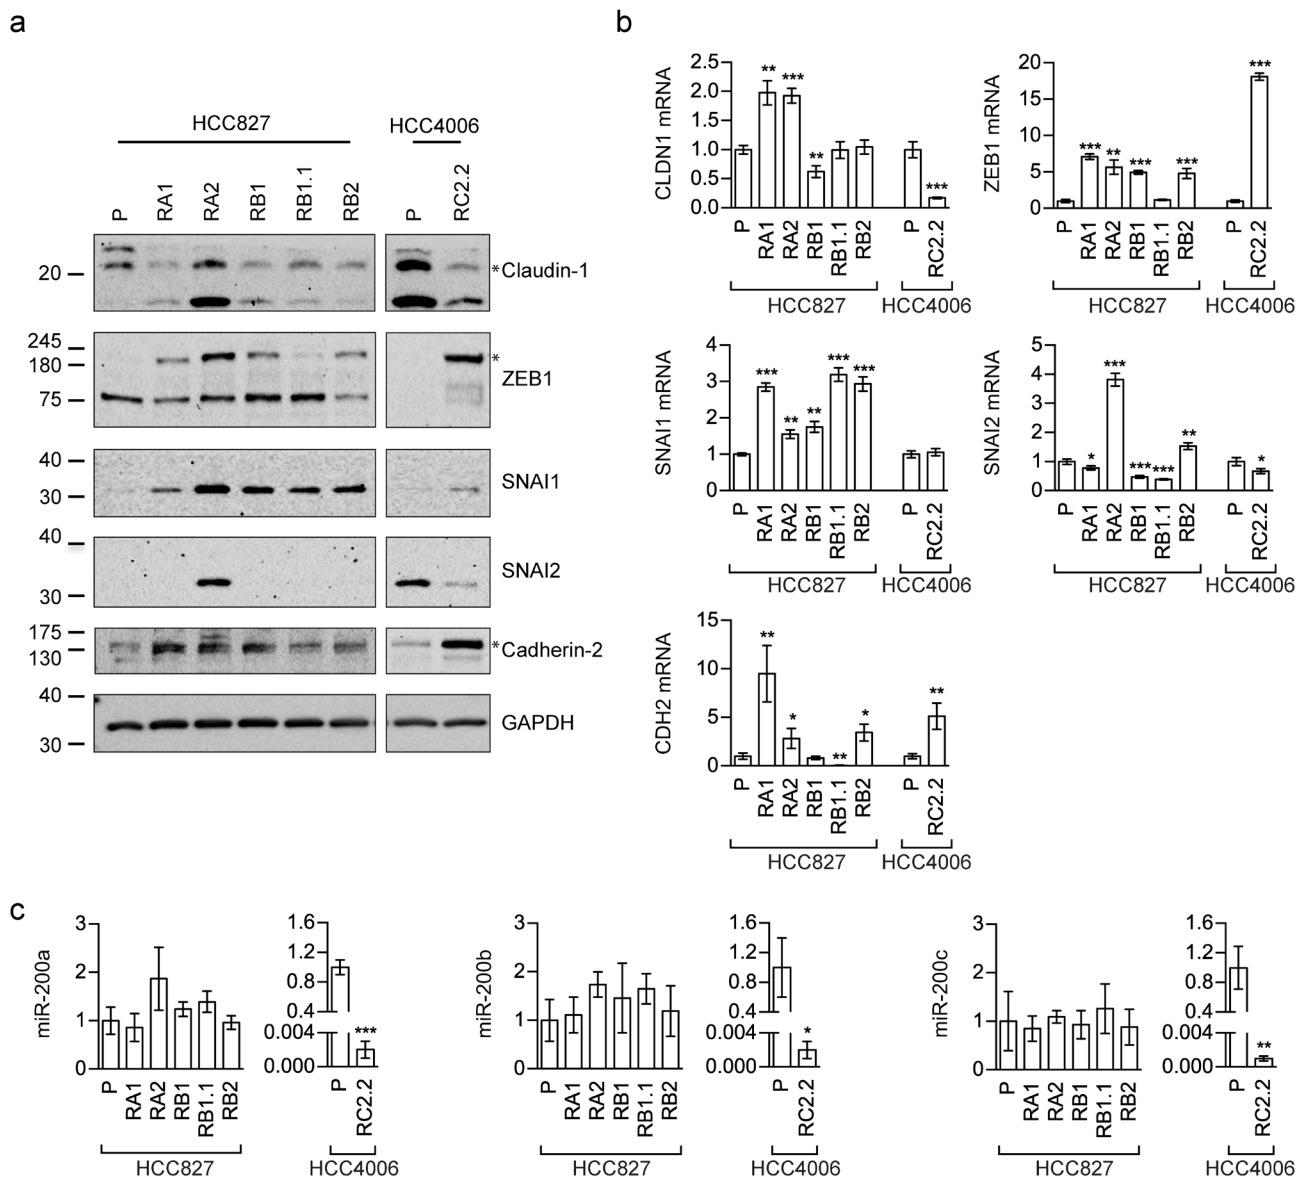 a
HCC827
HCC4006
P RA1 RA2 RB1 RB1.1 RB2 P RC2.2
20
*Claudin-1
245
180
75
*
ZEB1
40
30
SNAI1
40
30
SNAI2
175
130
*Cadherin-2
40
30
GAPDH
b
CLDN1 mRNA
2.5
2.0
1.5
1.0
0.5
0.0
** *** ** ***
P RA1 RA2 RB1 RB1.1 RB2 P RC2.2
HCC827 HCC4006
ZEB1 mRNA
20
15
10
5
0
*** ** *** *** ***
P RA1 RA2 RB1 RB1.1 RB2 P RC2.2
HCC827 HCC4006
SNAI1 mRNA
4
3
2
1
0
*** ** ** *** ***
P RA1 RA2 RB1 RB1.1 RB2 P RC2.2
HCC827 HCC4006
SNAI2 mRNA
5
4
3
2
1
0
* *** *** *** ** *
P RA1 RA2 RB1 RB1.1 RB2 P RC2.2
HCC827 HCC4006
CDH2 mRNA
15
10
5
0
** * ** * **
P RA1 RA2 RB1 RB1.1 RB2 P RC2.2
HCC827 HCC4006
c
miR-200a
3
2
1
0
P RA1 RA2 RB1 RB1.1 RB2
HCC827
1.6
1.2
0.8
0.4
0.004
0.000
***
P RC2.2
HCC4006
miR-200b
3
2
1
0
P RA1 RA2 RB1 RB1.1 RB2
HCC827
1.6
1.2
0.8
0.4
0.004
0.000
*
P RC2.2
HCC4006
miR-200c
3
2
1
0
P RA1 RA2 RB1 RB1.1 RB2
HCC827
1.6
1.2
0.8
0.4
0.004
0.000
**
P RC2.2
HCC4006